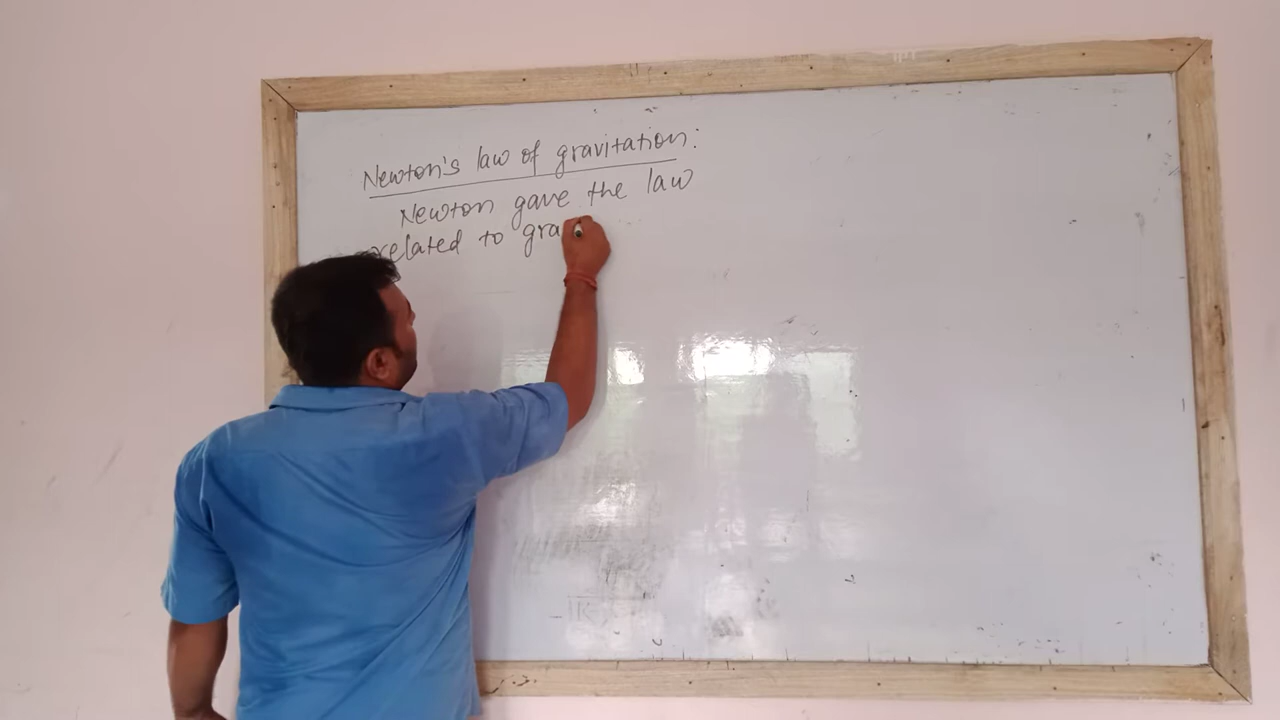 Newton's law of gravitation:
Newton gave the law
related to gra